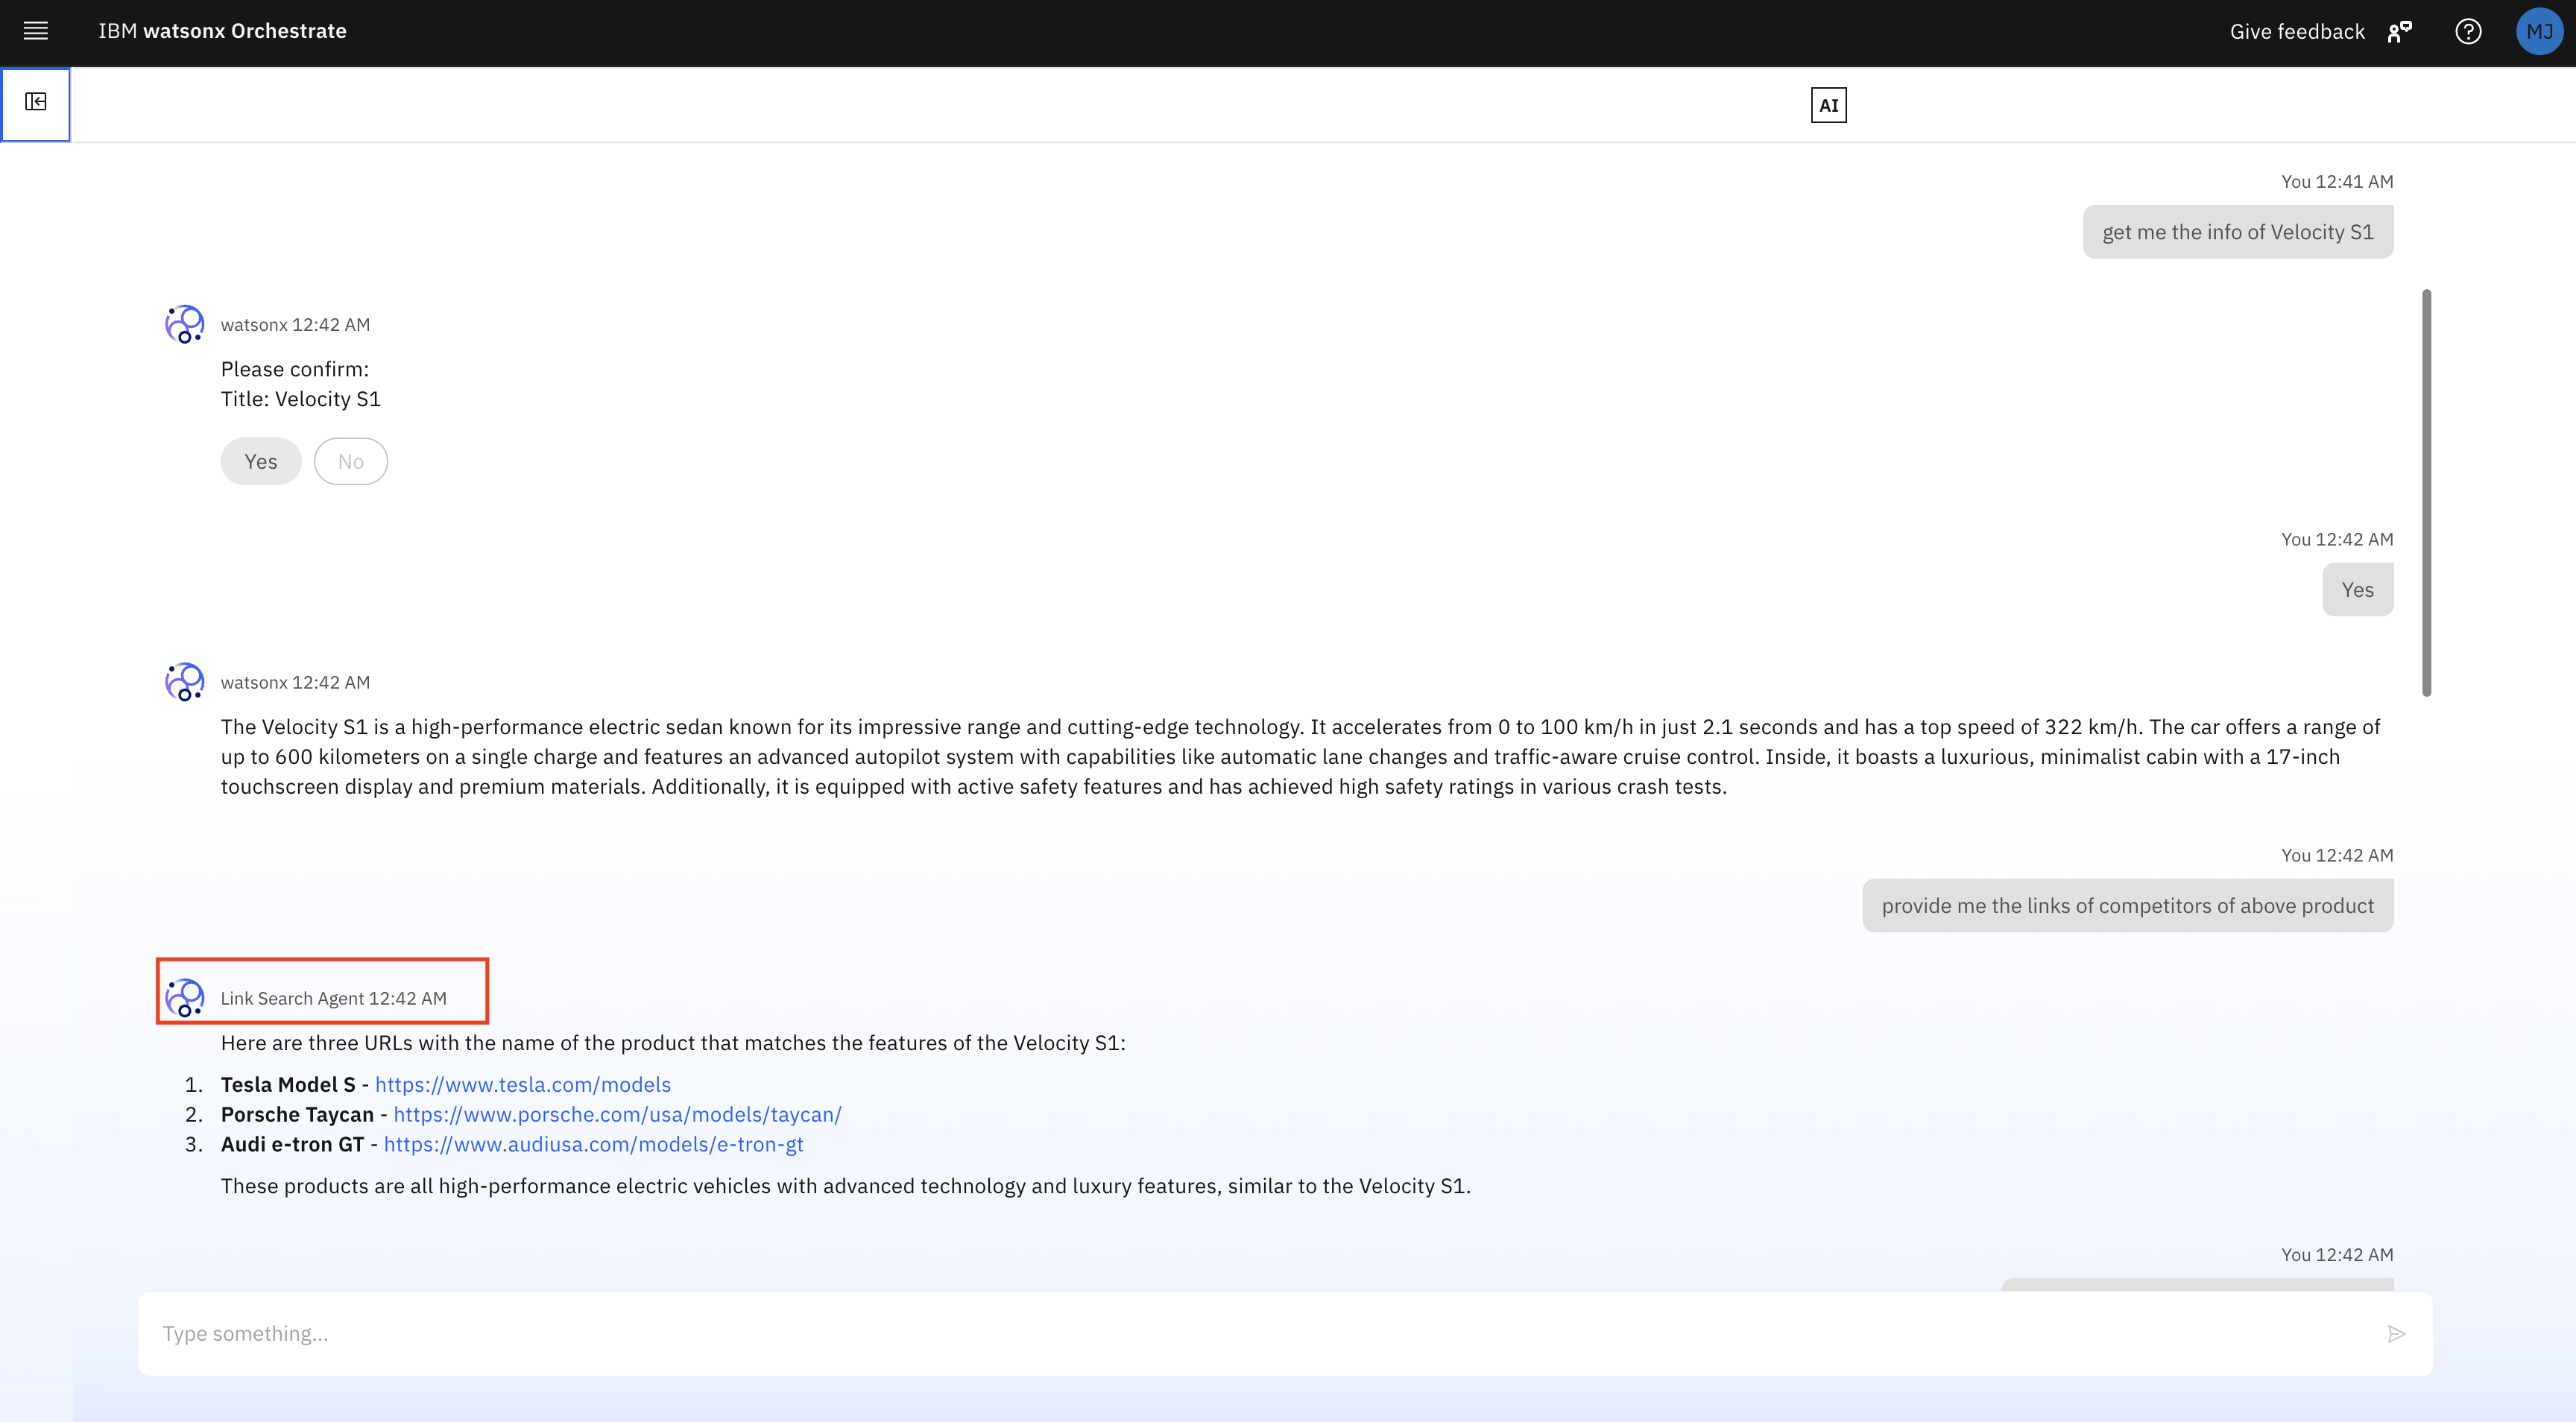 IBM watsonx Orchestrate
Give feedback
MJ
AI
You 12:41 AM
get me the info of Velocity S1
watsonx 12:42 AM
Please confirm:
Title: Velocity S1
Yes No
You 12:42 AM
Yes
watsonx 12:42 AM
The Velocity S1 is a high-performance electric sedan known for its impressive range and cutting-edge technology. It accelerates from 0 to 100 km/h in just 2.1 seconds and has a top speed of 322 km/h. The car offers a range of
up to 600 kilometers on a single charge and features an advanced autopilot system with capabilities like automatic lane changes and traffic-aware cruise control. Inside, it boasts a luxurious, minimalist cabin with a 17-inch
touchscreen display and premium materials. Additionally, it is equipped with active safety features and has achieved high safety ratings in various crash tests.
You 12:42 AM
provide me the links of competitors of above product
Link Search Agent 12:42 AM
Here are three URLs with the name of the product that matches the features of the Velocity S1:
1. Tesla Model S - https://www.tesla.com/models
2. Porsche Taycan - https://www.porsche.com/usa/models/taycan/
3. Audi e-tron GT - https://www.audiusa.com/models/e-tron-gt
These products are all high-performance electric vehicles with advanced technology and luxury features, similar to the Velocity S1.
You 12:42 AM
Type something...